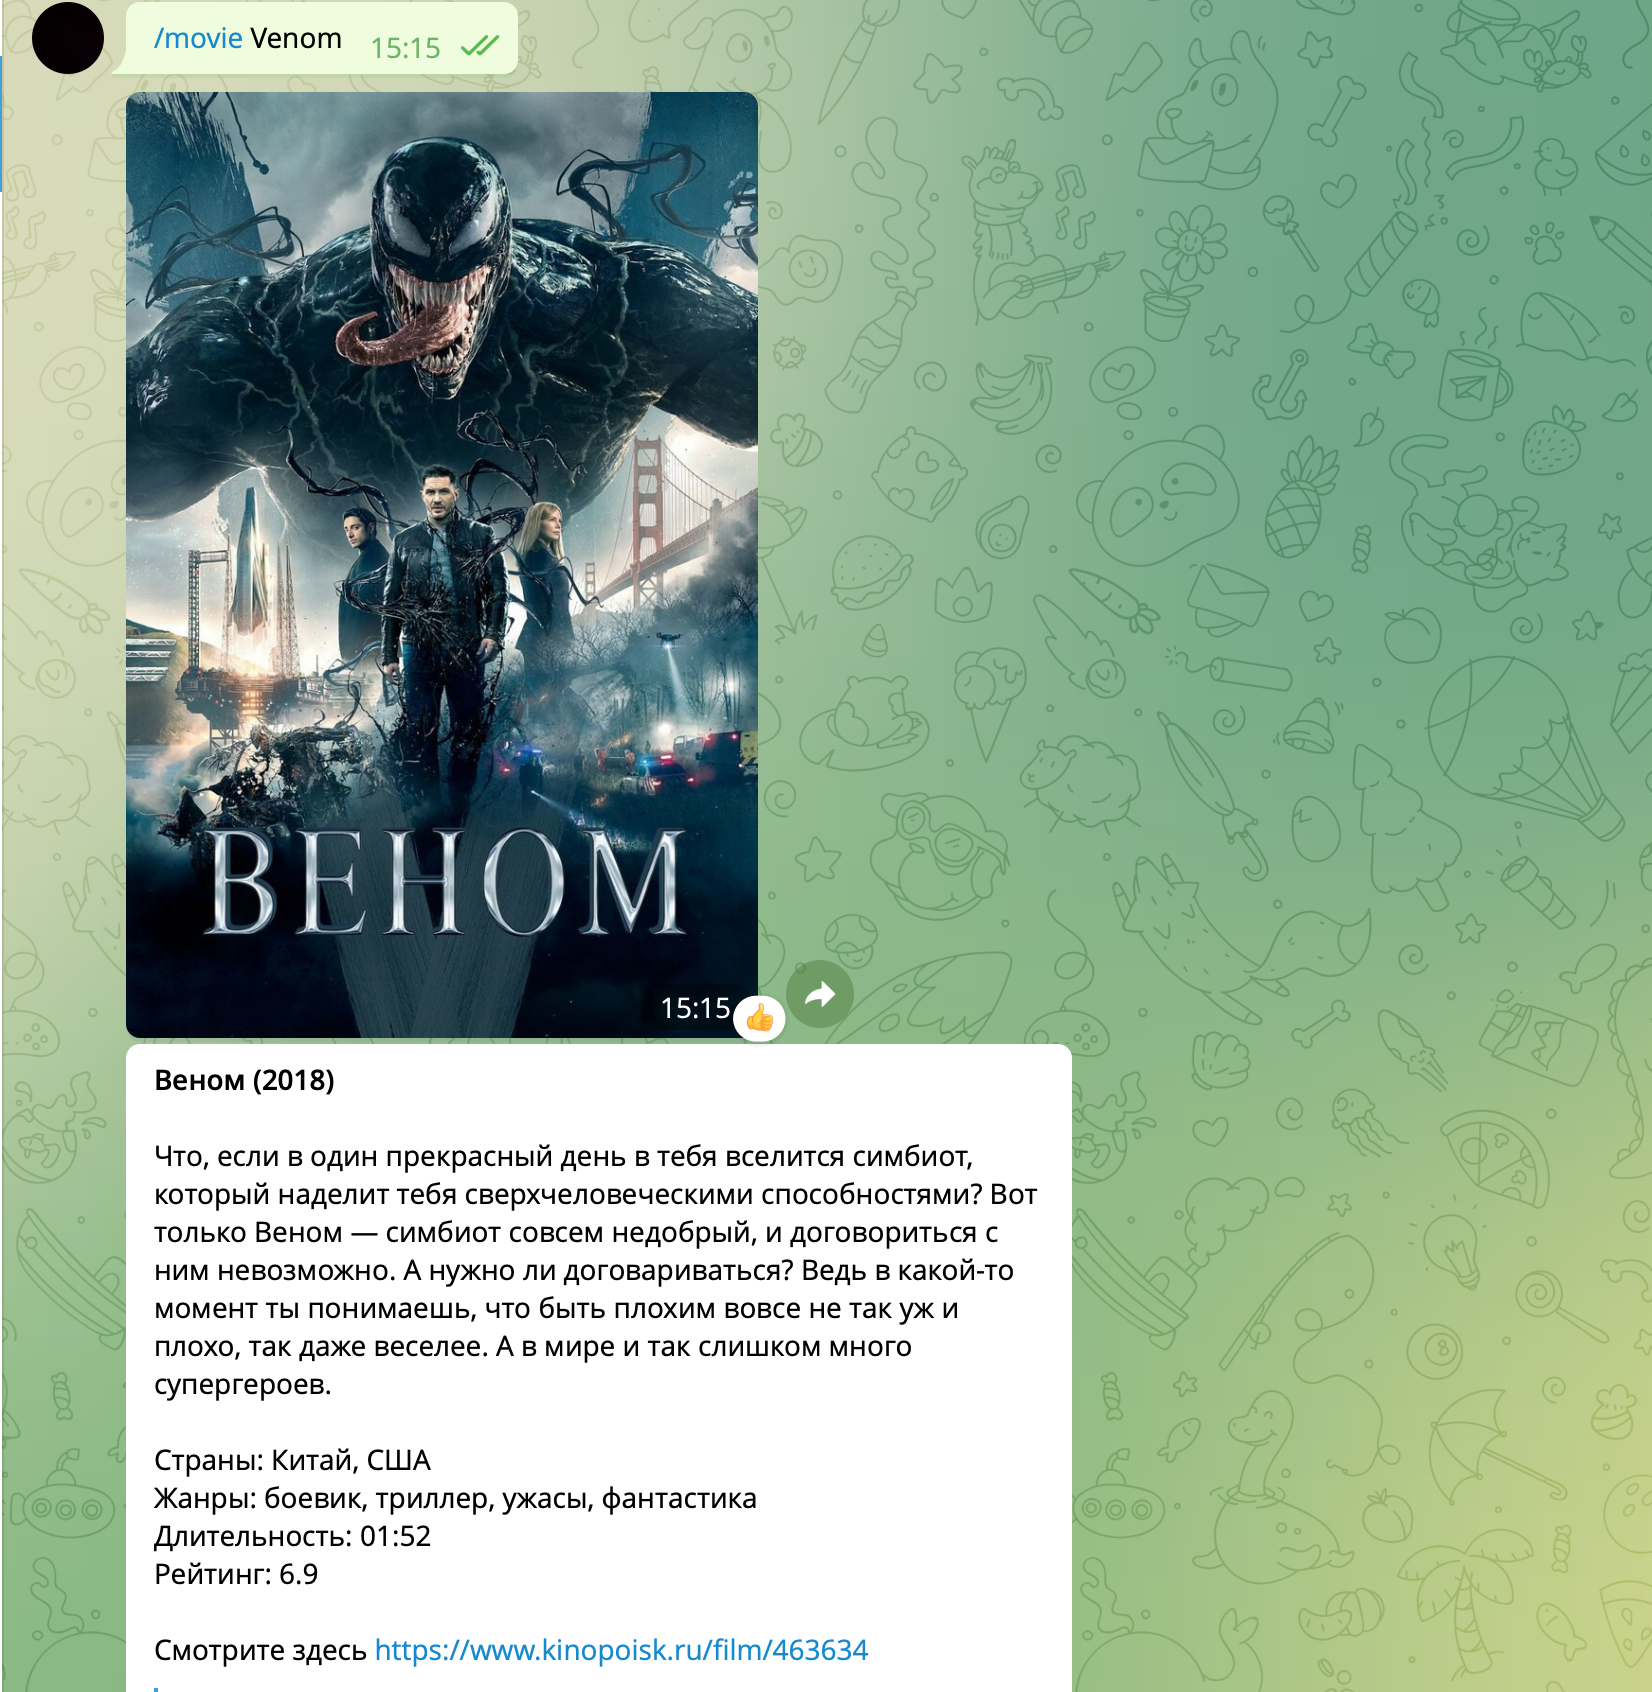 /movie Venom 15:15
ВЕНОМ
15:15
Веном (2018)
Что, если в один прекрасный день в тебя вселится симбиот,
который наделит тебя сверхчеловеческими способностями? Вот
только Веном — симбиот совсем недобрый, и договориться с
ним невозможно. А нужно ли договариваться? Ведь в какой-то
момент ты понимаешь, что быть плохим вовсе не так уж и
плохо, так даже веселее. А в мире и так слишком много
супергероев.
Страны: Китай, США
Жанры: боевик, триллер, ужасы, фантастика
Длительность: 01:52
Рейтинг: 6.9
Смотрите здесь https://www.kinopoisk.ru/film/463634